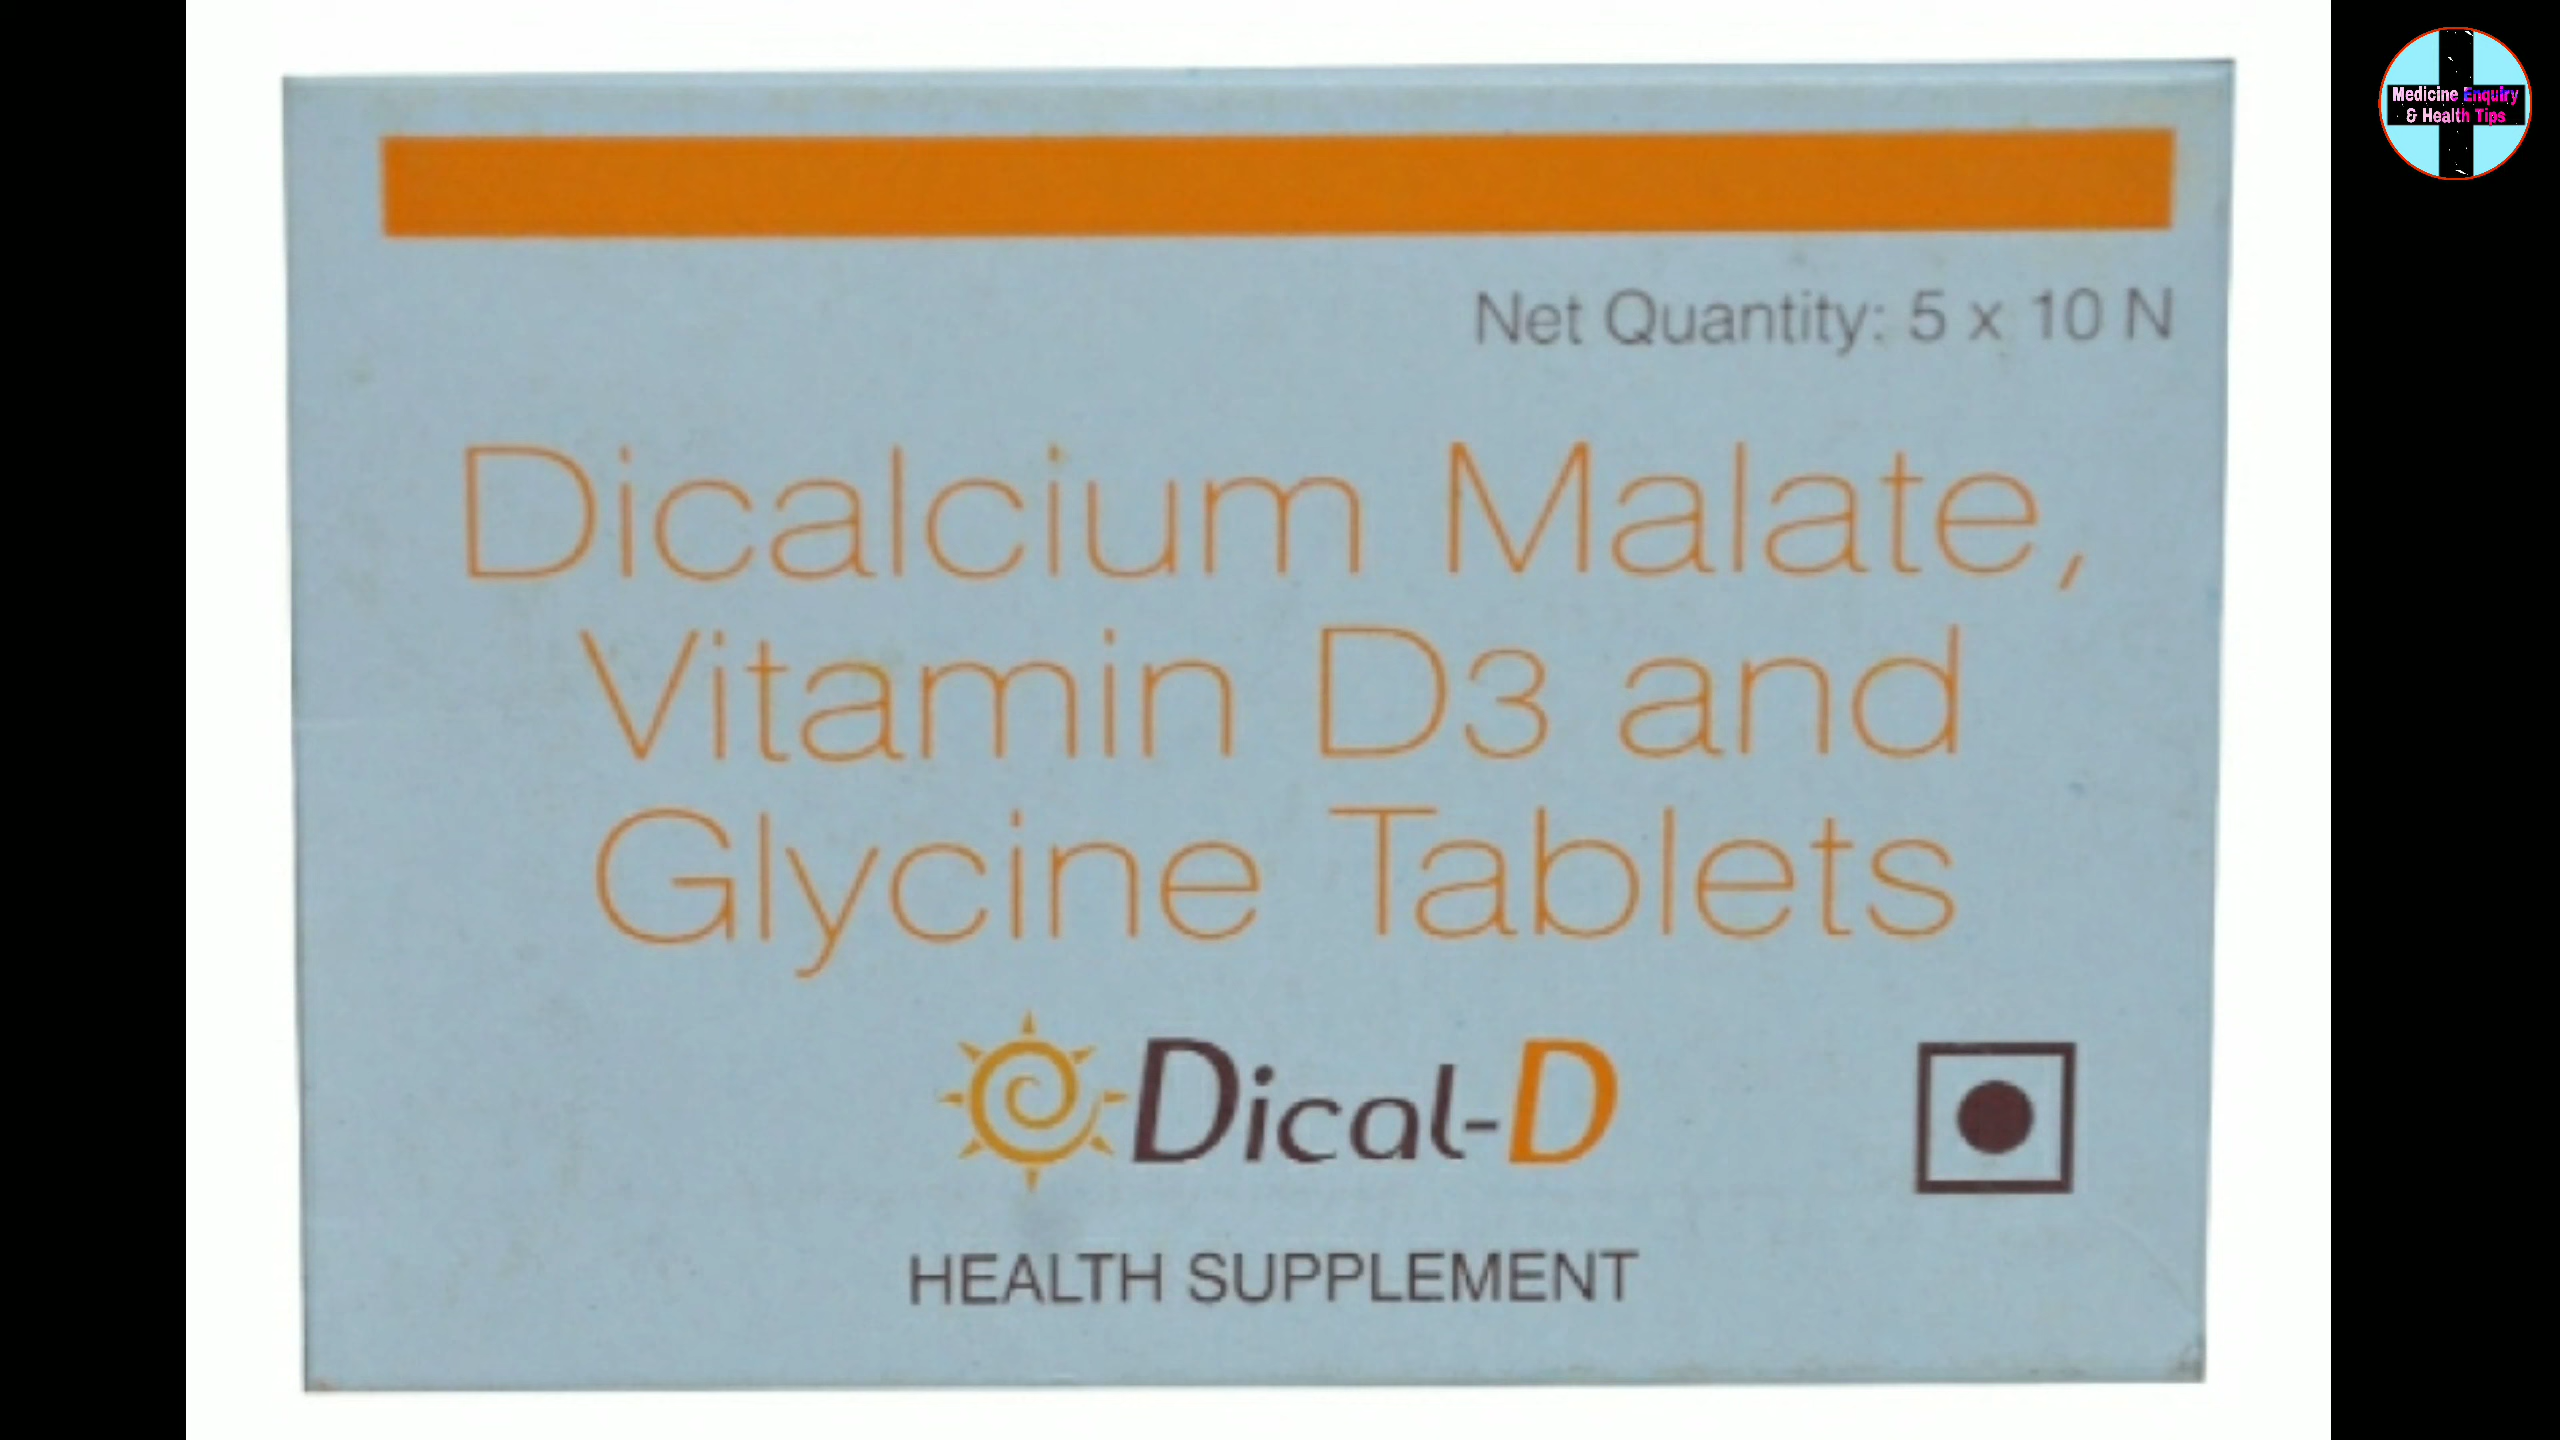 Medicine Enquiry
& Health Tips
Net Quantity: 5 x 10 N
Dicalcium Malate,
Vitamin D3 and
Glycine Tablets
Dical-D
HEALTH SUPPLEMENT